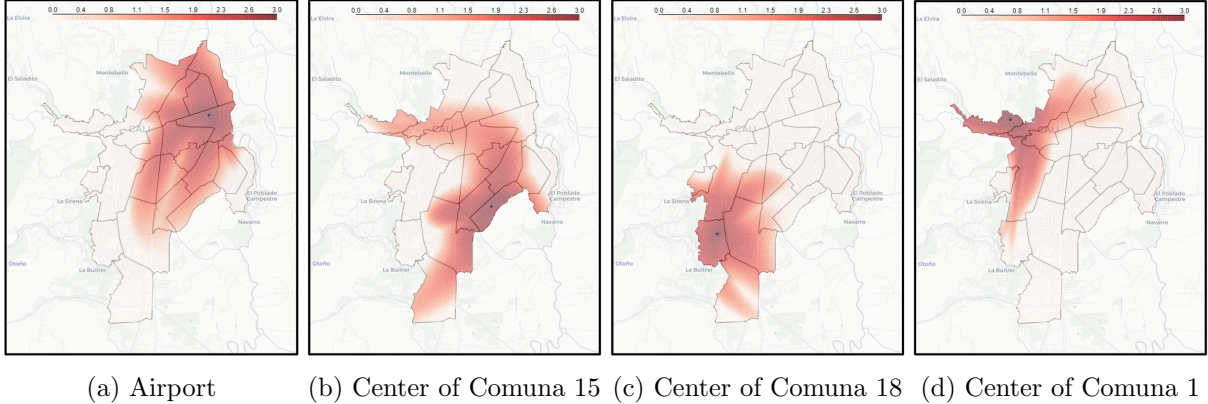 0.0 0.4 0.8 1.1 1.5 1.9 2.3 2.6 3.0
La Elvira
Montebello
El Saladito
CALI
La Sirena
El Poblado
Campestre
Navarro
Otoño
La Buitrer
0.0 0.4 0.8 1.1 1.5 1.9 2.3 2.6 3.0
La Elvira
Montebello
El Saladito
CALI
La Sirena
El Poblado
Campestre
Navarro
Otoño
La Buitrer
0.0 0.4 0.8 1.1 1.5 1.9 2.3 2.6 3.0
La Elvira
Montebello
El Saladito
CALI
La Sirena
El Poblado
Campestre
Navarro
Otoño
La Buitrer
0.0 0.4 0.8 1.1 1.5 1.9 2.3 2.6 3.0
La Elvira
Montebello
El Saladito
CALI
La Sirena
El Poblado
Campestre
Navarro
Otoño
La Buitrer
(a) Airport (b) Center of Comuna 15 (c) Center of Comuna 18 (d) Center of Comuna 1